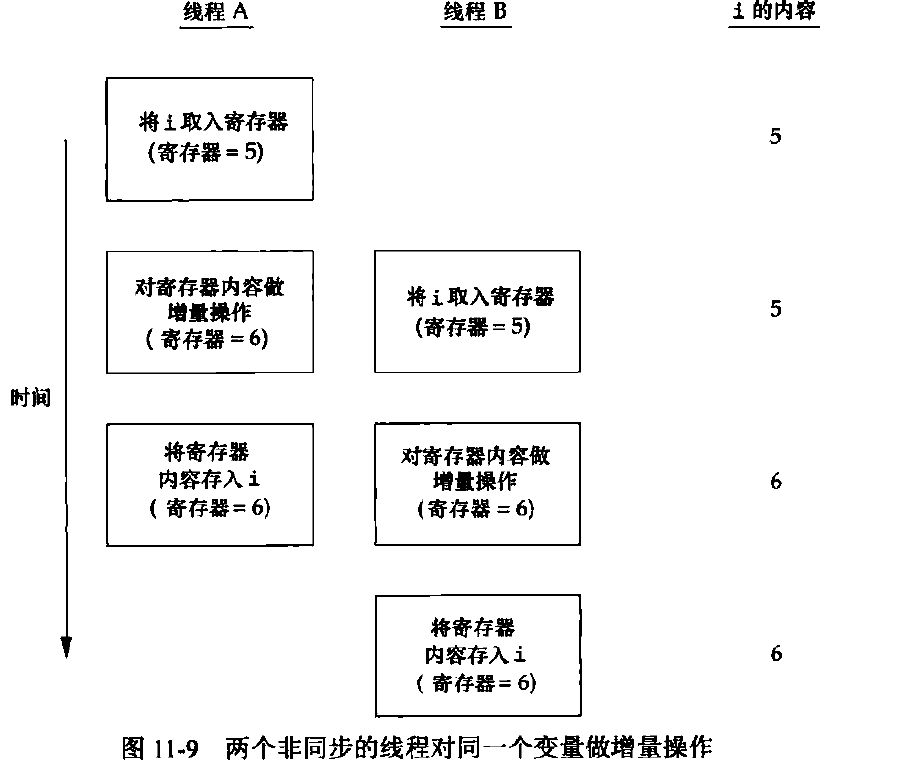 线程 A 线程 B i 的内容
将 i 取入寄存器
(寄存器 = 5)
5
对寄存器内容做
增量操作
( 寄存器 = 6)
将 i 取入寄存器
(寄存器 = 5)
5
时间
将寄存器
内容存入 i
( 寄存器 = 6)
对寄存器内容做
增量操作
(寄存器 = 6)
6
将寄存器
内容存入 i
( 寄存器 = 6)
6
图 11-9 两个非同步的线程对同一个变量做增量操作